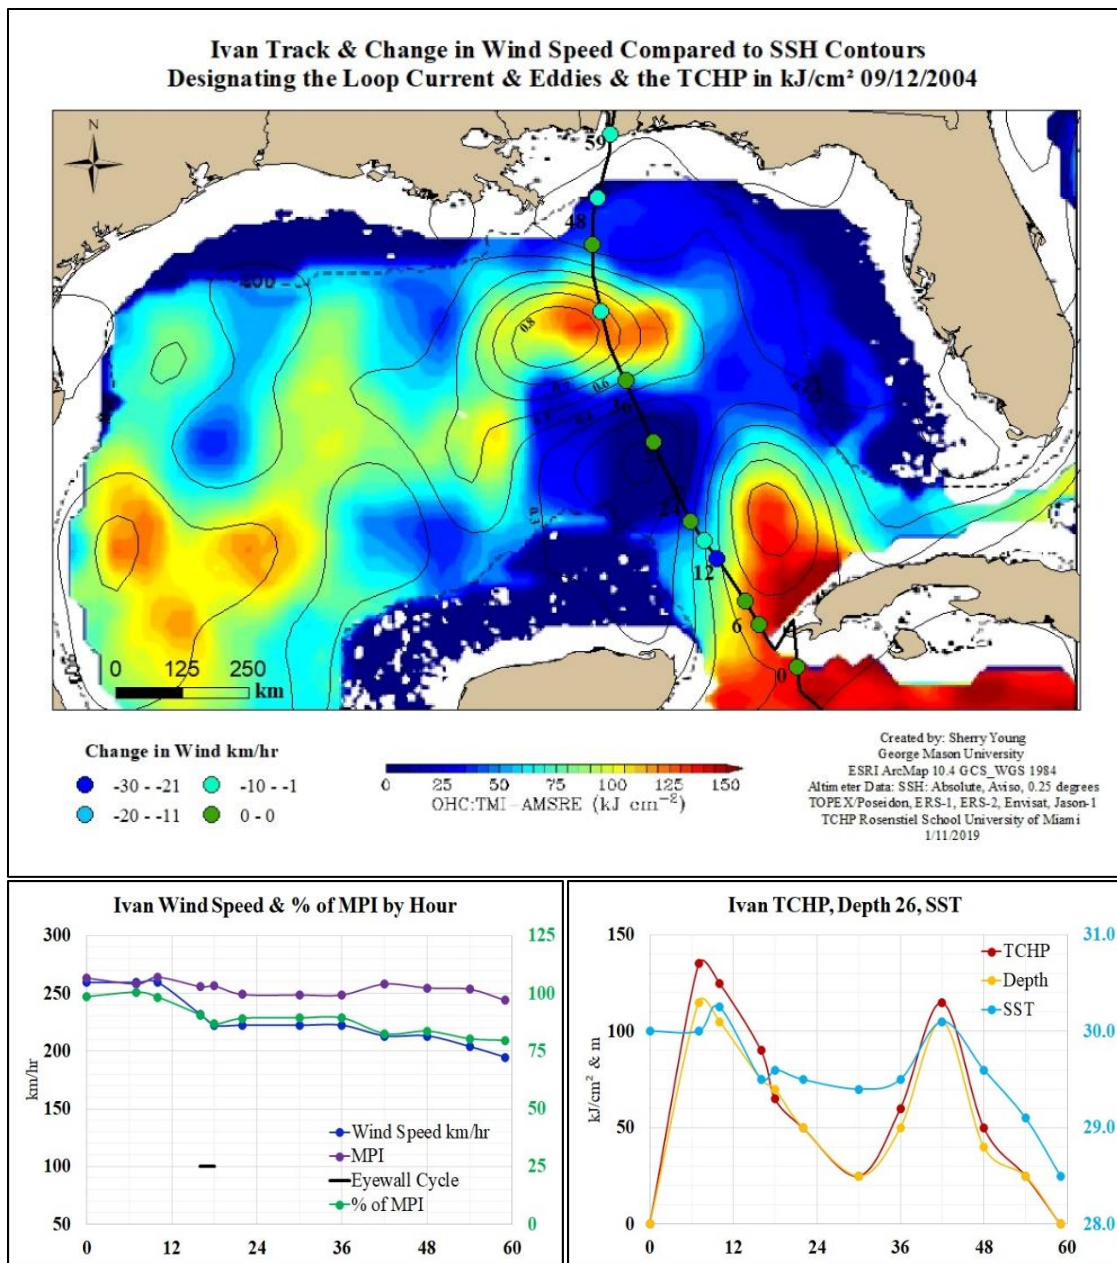 Ivan Track & Change in Wind Speed Compared to SSH Contours
Designating the Loop Current & Eddies & the TCHP in kJ/cm² 09/12/2004
N
59
48
0.8
0.6
36
24
12
6
0
0.3
0 125 250
km
Change in Wind km/hr
-30 - -21
-10 - -1
-20 - -11
0 - 0
0 25 50 75 100 125 150
OHC:TMI-AMSRE (kJ cm⁻²)
Created by: Sherry Young
George Mason University
ESRI ArcMap 10.4 GCS_WGS 1984
Altimeter Data: SSH: Absolute, Aviso, 0.25 degrees
TOPEX/Poseidon, ERS-1, ERS-2, Envisat, Jason-1
TCHP Rosenstiel School University of Miami
1/11/2019
Ivan Wind Speed & % of MPI by Hour
300 125
250 100
200 75
150 50
100 25
50 0
km/hr
Wind Speed km/hr
MPI
Eyewall Cycle
% of MPI
0 12 24 36 48 60
Ivan TCHP, Depth 26, SST
150 31.0
100 30.0
50 29.0
0 28.0
kJ/cm² & m
TCHP
Depth
SST
0 12 24 36 48 60